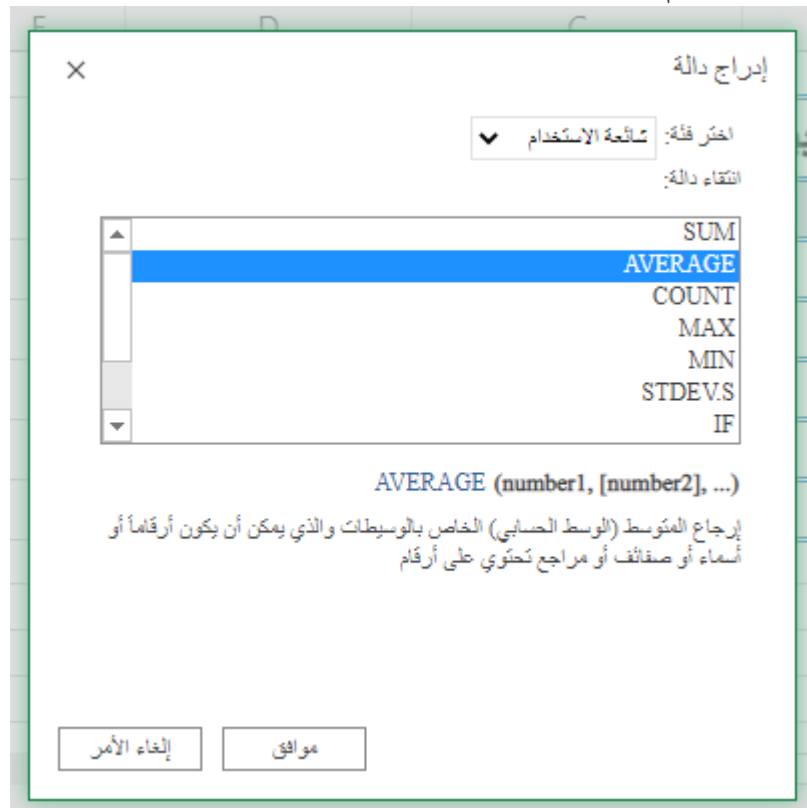 E D C
إدراج دالة
اختر فئة: شائعة الاستخدام
انتقاء دالة:
SUM
AVERAGE
COUNT
MAX
MIN
STDEV.S
IF
AVERAGE (number1, [number2], ...)
إرجاع المتوسط (الوسط الحسابي) الخاص بالوسيطات والذي يمكن أن يكون أرقاماً أو
أسماء أو صفائف أو مراجع تحتوي على أرقام
موافق إلغاء الأمر